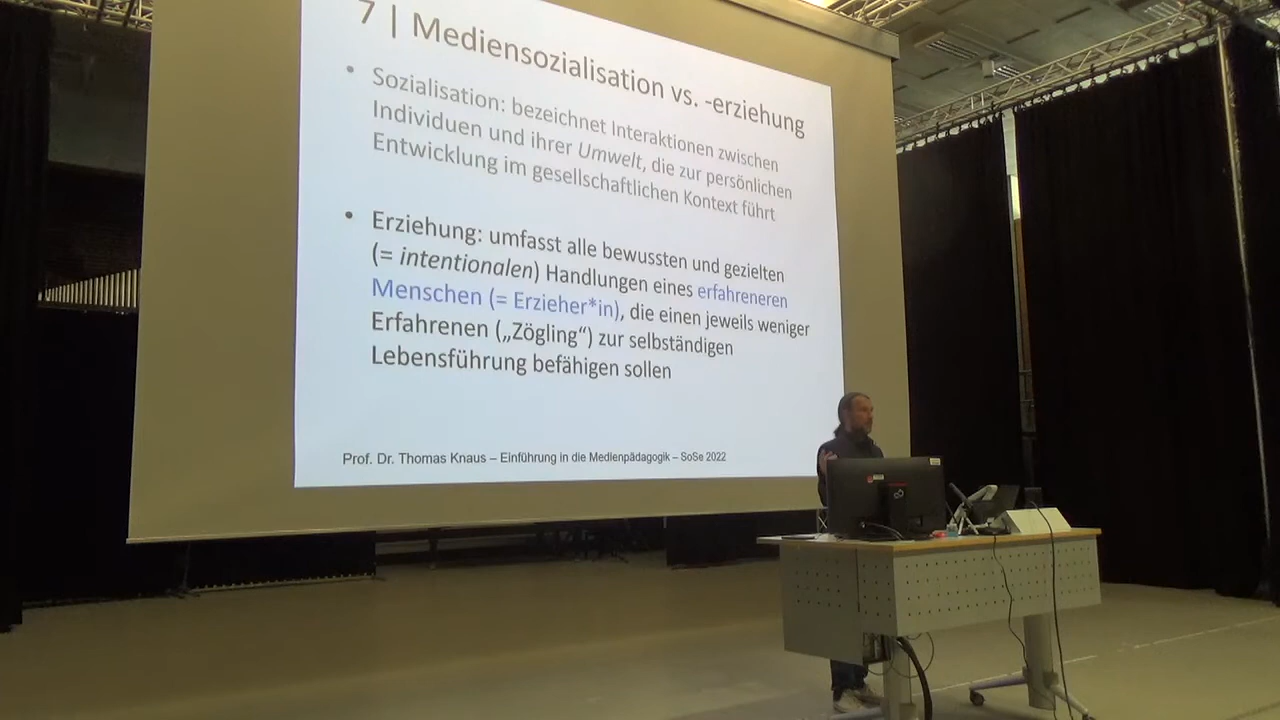 7 | Mediensozialisation vs. -erziehung
• Sozialisation: bezeichnet Interaktionen zwischen
Individuen und ihrer Umwelt, die zur persönlichen
Entwicklung im gesellschaftlichen Kontext führt
• Erziehung: umfasst alle bewussten und gezielten
(= intentionalen) Handlungen eines erfahreneren
Menschen (= Erzieher*in), die einen jeweils weniger
Erfahrenen („Zögling“) zur selbständigen
Lebensführung befähigen sollen
Prof. Dr. Thomas Knaus – Einführung in die Medienpädagogik – SoSe 2022